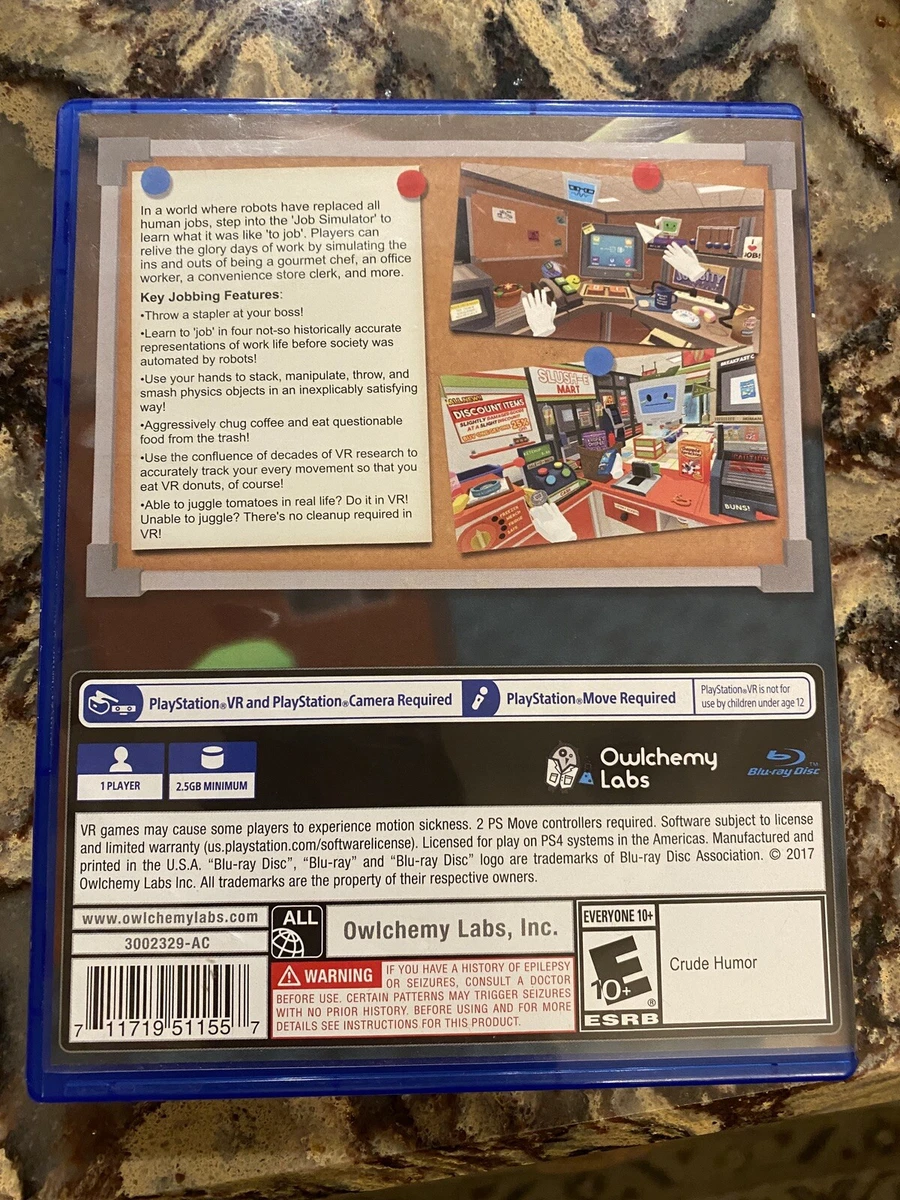 In a world where robots have replaced all
human jobs, step into the 'Job Simulator' to
learn what it was like 'to job'. Players can
relive the glory days of work by simulating the
ins and outs of being a gourmet chef, an office
worker, a convenience store clerk, and more.
Key Jobbing Features:
•Throw a stapler at your boss!
•Learn to 'job' in four not-so historically accurate
representations of work life before society was
automated by robots!
•Use your hands to stack, manipulate, throw, and
smash physics objects in an inexplicably satisfying
way!
•Aggressively chug coffee and eat questionable
food from the trash!
•Use the confluence of decades of VR research to
accurately track your every movement so that you
eat VR donuts, of course!
•Able to juggle tomatoes in real life? Do it in VR!
Unable to juggle? There's no cleanup required in
VR!
JOB!
SLUSH-E
MART
DISCOUNT ITEMS
SLIGHTLY DAMAGED GOODS
AT A SLIGHT DISCOUNT!
25%
BREAKFAST
CAUTION
BUNS!
PlayStation®VR and PlayStation®Camera Required
PlayStation®Move Required
PlayStation®VR is not for
use by children under age 12
1 PLAYER
2.5GB MINIMUM
Owlchemy
Labs
Blu-ray Disc™
VR games may cause some players to experience motion sickness. 2 PS Move controllers required. Software subject to license
and limited warranty (us.playstation.com/softwarelicense). Licensed for play on PS4 systems in the Americas. Manufactured and
printed in the U.S.A. “Blu-ray Disc”, “Blu-ray” and “Blu-ray Disc” logo are trademarks of Blu-ray Disc Association. © 2017
Owlchemy Labs Inc. All trademarks are the property of their respective owners.
www.owlchemylabs.com
3002329-AC
7 11719 51155 7
ALL
Owlchemy Labs, Inc.
WARNING IF YOU HAVE A HISTORY OF EPILEPSY
OR SEIZURES, CONSULT A DOCTOR
BEFORE USE. CERTAIN PATTERNS MAY TRIGGER SEIZURES
WITH NO PRIOR HISTORY. BEFORE USING AND FOR MORE
DETAILS SEE INSTRUCTIONS FOR THIS PRODUCT.
EVERYONE 10+
E
10+
®
ESRB
Crude Humor